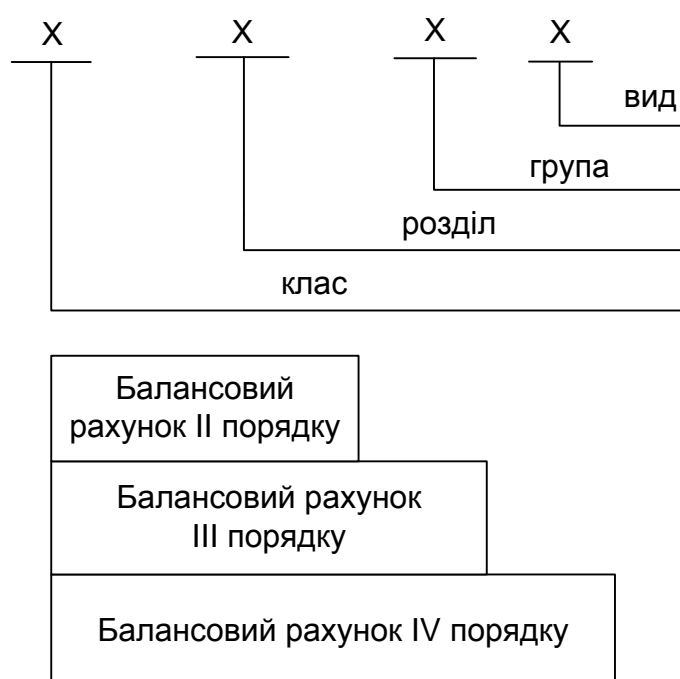 Х Х Х Х
вид
група
розділ
клас
Балансовий
рахунок II порядку
Балансовий рахунок
III порядку
Балансовий рахунок IV порядку